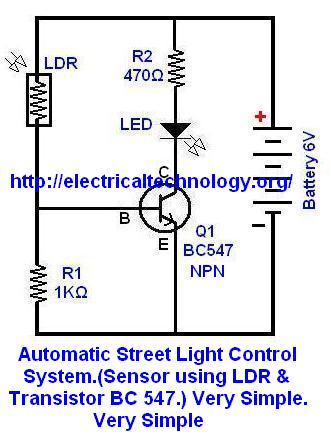 LDR
R2
470Ω
LED
+
http://electricaltechnology.org/
C
B
E
Q1
BC547
NPN
Battery 6V
−
R1
1KΩ
Automatic Street Light Control
System.(Sensor using LDR &
Transistor BC 547.) Very Simple.
Very Simple